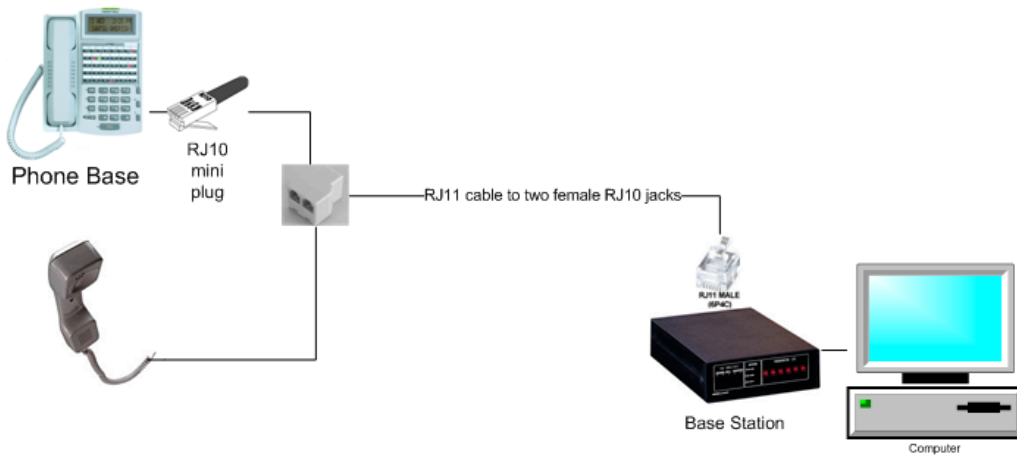 RJ10
mini
plug
Phone Base
RJ11 cable to two female RJ10 jacks
RJ11 MALE
(6P4C)
Base Station
Computer